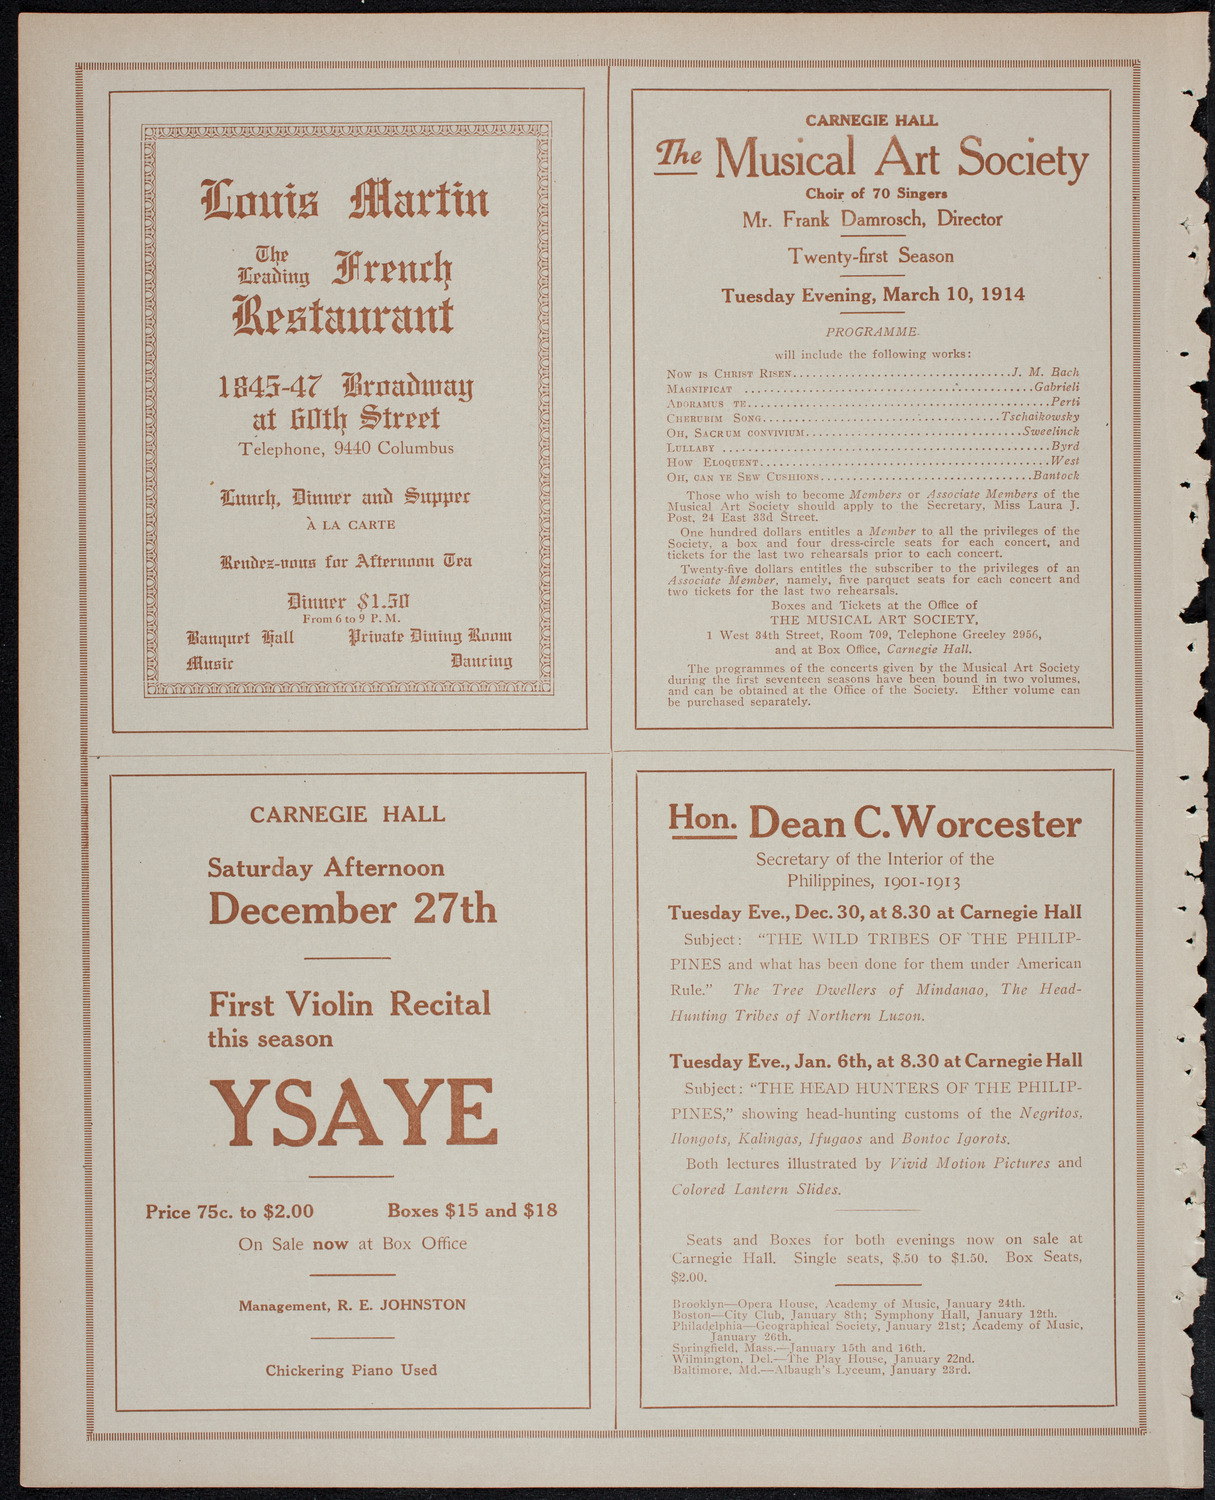 Louis Martin
The Leading French
Restaurant
1845-47 Broadway
at 60th Street
Telephone, 9440 Columbus
Lunch, Dinner and Supper
À LA CARTE
Rendez-vous for Afternoon Tea
Dinner $1.50
From 6 to 9 P. M.
Banquet Hall Private Dining Room
Music Dancing
CARNEGIE HALL
The Musical Art Society
Choir of 70 Singers
Mr. Frank Damrosch, Director
Twenty-first Season
Tuesday Evening, March 10, 1914
PROGRAMME.
will include the following works:
NOW IS CHRIST RISEN................................J. M. Bach
MAGNIFICAT ................................Gabrieli
ADORAMUS TE................................Perti
CHERUBIM SONG................................Tschaikowsky
OH, SACRUM CONVIVIUM................................Sweelinck
LULLABY ................................Byrd
HOW ELOQUENT................................West
OH, CAN YE SEW CUSHIONS................................Bantock
Those who wish to become Members or Associate Members of the
Musical Art Society should apply to the Secretary, Miss Laura J.
Post, 24 East 33d Street.
One hundred dollars entitles a Member to all the privileges of the
Society, a box and four dress-circle seats for each concert, and
tickets for the last two rehearsals prior to each concert.
Twenty-five dollars entitles the subscriber to the privileges of an
Associate Member, namely, five parquet seats for each concert and
two tickets for the last two rehearsals.
Boxes and Tickets at the Office of
THE MUSICAL ART SOCIETY,
1 West 34th Street, Room 709, Telephone Greeley 2956,
and at Box Office, Carnegie Hall.
The programmes of the concerts given by the Musical Art Society
during the first seventeen seasons have been bound in two volumes,
and can be obtained at the Office of the Society. Either volume can
be purchased separately.
CARNEGIE HALL
Saturday Afternoon
December 27th
First Violin Recital
this season
YSAYE
Price 75c. to $2.00 Boxes $15 and $18
On Sale now at Box Office
Management, R. E. JOHNSTON
Chickering Piano Used
Hon. Dean C. Worcester
Secretary of the Interior of the
Philippines, 1901-1913
Tuesday Eve., Dec. 30, at 8.30 at Carnegie Hall
Subject: "THE WILD TRIBES OF THE PHILIP-
PINES and what has been done for them under American
Rule." The Tree Dwellers of Mindanao, The Head-
Hunting Tribes of Northern Luzon.
Tuesday Eve., Jan. 6th, at 8.30 at Carnegie Hall
Subject: "THE HEAD HUNTERS OF THE PHILIP-
PINES," showing head-hunting customs of the Negritos,
Ilongots, Kalingas, Ifugaos and Bontoc Igorots.
Both lectures illustrated by Vivid Motion Pictures and
Colored Lantern Slides.
Seats and Boxes for both evenings now on sale at
Carnegie Hall. Single seats, $.50 to $1.50. Box Seats,
$2.00.
Brooklyn—Opera House, Academy of Music, January 24th.
Boston—City Club, January 8th; Symphony Hall, January 12th.
Philadelphia—Geographical Society, January 21st; Academy of Music,
January 26th.
Springfield, Mass.—January 15th and 16th.
Wilmington, Del.—The Play House, January 22nd.
Baltimore, Md.—Albaugh's Lyceum, January 23rd.